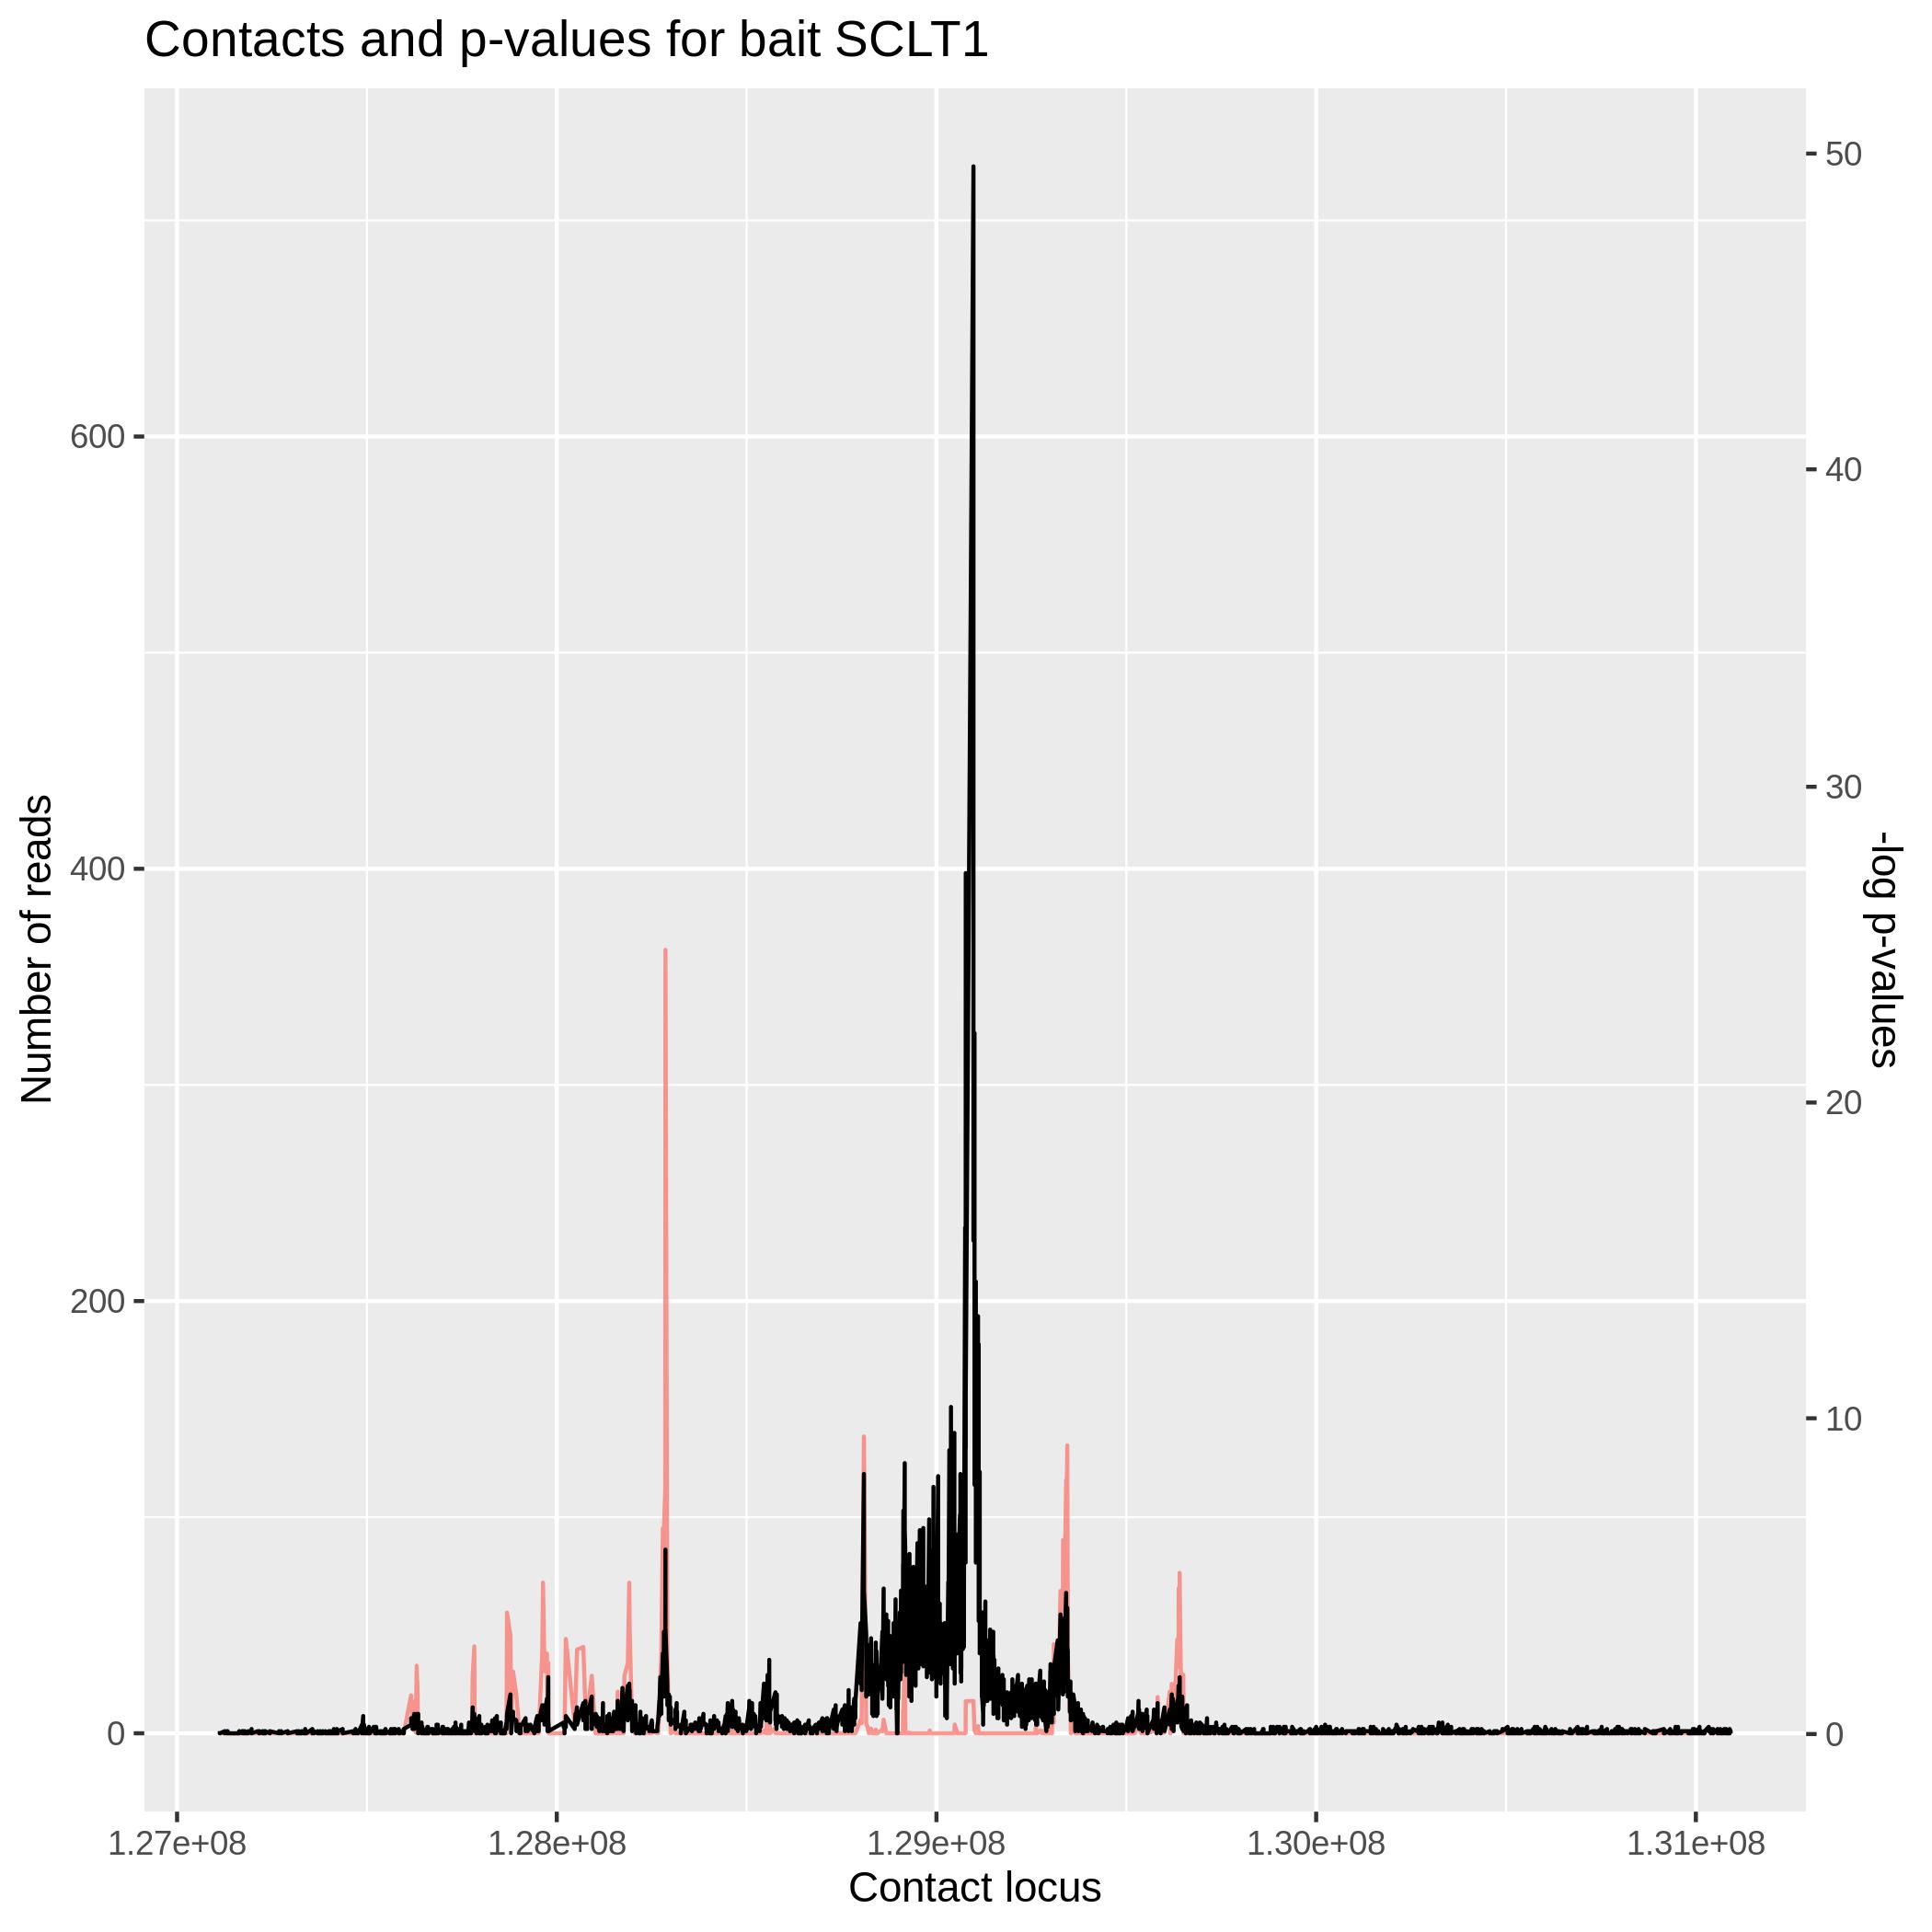 Contacts and p-values for bait SCLT1
Number of reads
600
400
200
0
50
40
30
20
10
0
-log p-values
1.27e+08 1.28e+08 1.29e+08 1.30e+08 1.31e+08
Contact locus